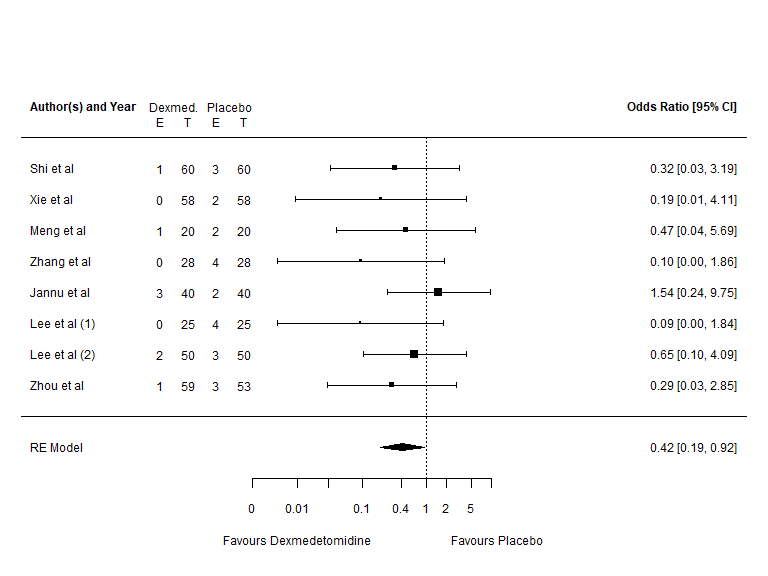 Author(s) and Year Dexmed. Placebo Odds Ratio [95% CI]
E T E T
Shi et al 1 60 3 60 0.32 [0.03, 3.19]
Xie et al 0 58 2 58 0.19 [0.01, 4.11]
Meng et al 1 20 2 20 0.47 [0.04, 5.69]
Zhang et al 0 28 4 28 0.10 [0.00, 1.86]
Jannu et al 3 40 2 40 1.54 [0.24, 9.75]
Lee et al (1) 0 25 4 25 0.09 [0.00, 1.84]
Lee et al (2) 2 50 3 50 0.65 [0.10, 4.09]
Zhou et al 1 59 3 53 0.29 [0.03, 2.85]
RE Model 0.42 [0.19, 0.92]
0 0.01 0.1 0.4 1 2 5
Favours Dexmedetomidine Favours Placebo